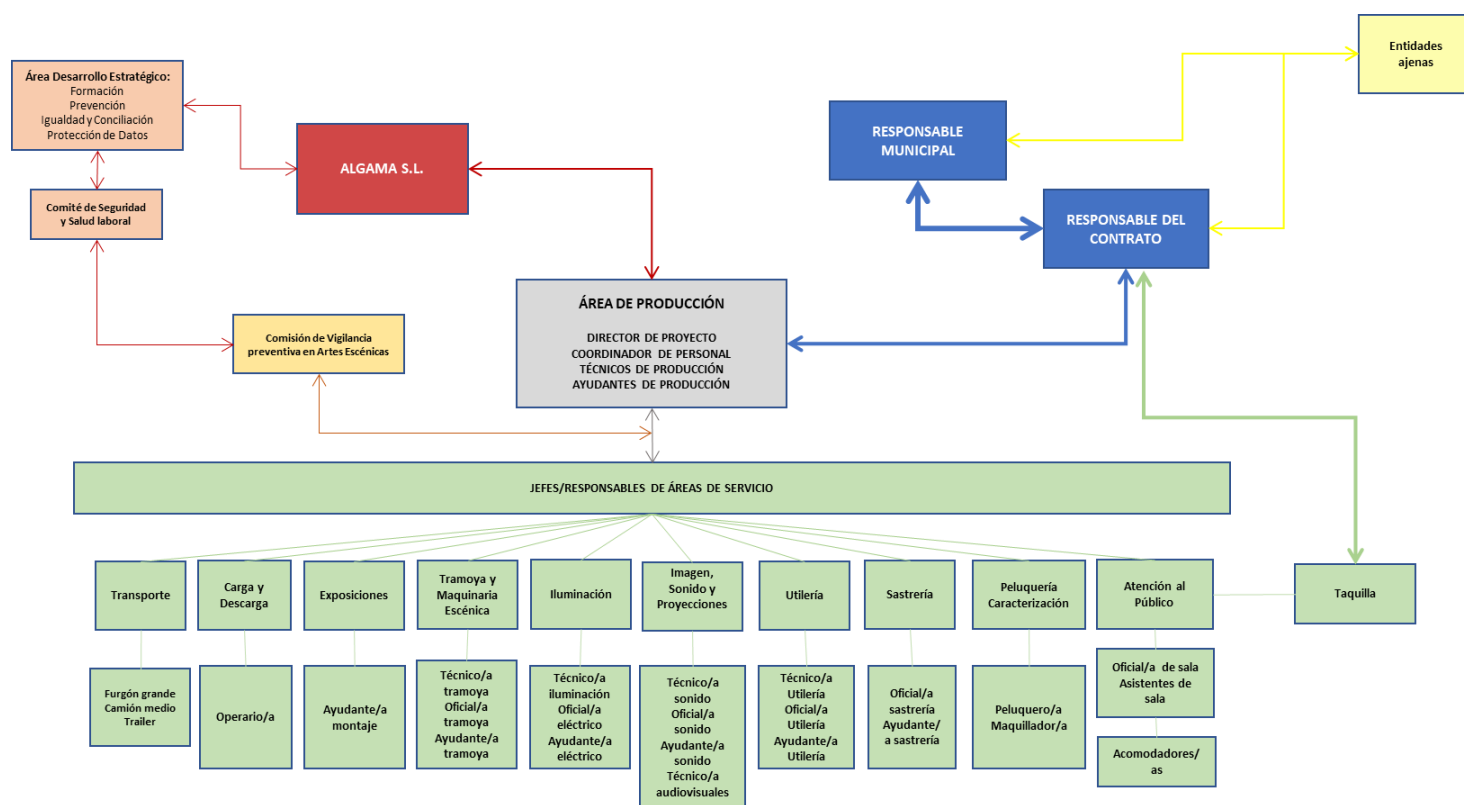 Entidades
ajenas
Área Desarrollo Estratégico:
Formación
Prevención
Igualdad y Conciliación
Protección de Datos
ALGAMA S.L.
RESPONSABLE
MUNICIPAL
Comité de Seguridad
y Salud laboral
RESPONSABLE DEL
CONTRATO
ÁREA DE PRODUCCIÓN
DIRECTOR DE PROYECTO
COORDINADOR DE PERSONAL
TÉCNICOS DE PRODUCCIÓN
AYUDANTES DE PRODUCCIÓN
Comisión de Vigilancia
preventiva en Artes Escénicas
JEFES/RESPONSABLES DE ÁREAS DE SERVICIO
Transporte
Carga y
Descarga
Exposiciones
Tramoya y
Maquinaria
Escénica
Iluminación
Imagen,
Sonido y
Proyecciones
Utilería
Sastrería
Peluquería
Caracterización
Atención al
Público
Taquilla
Furgón grande
Camión medio
Trailer
Operario/a
Ayudante/a
montaje
Técnico/a
tramoya
Oficial/a
tramoya
Ayudante/a
tramoya
Técnico/a
iluminación
Oficial/a
eléctrico
Ayudante/a
eléctrico
Técnico/a
sonido
Oficial/a
sonido
Ayudante/a
sonido
Técnico/a
audiovisuales
Técnico/a
Utilería
Oficial/a
Utilería
Ayudante/a
Utilería
Oficial/a
sastrería
Ayudante/
a sastrería
Peluquero/a
Maquillador/a
Oficial/a de sala
Asistentes de
sala
Acomodadores/
as